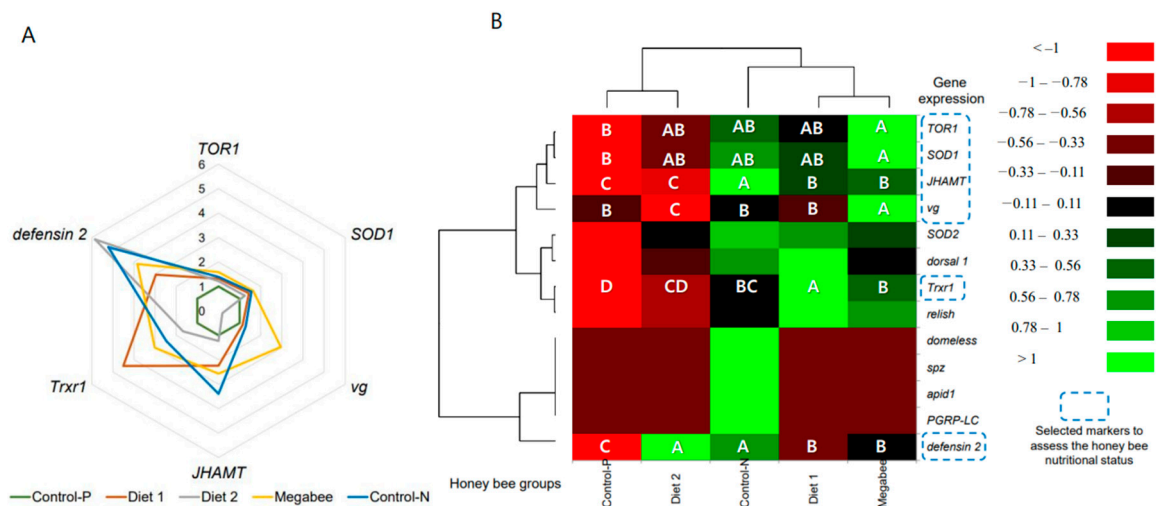 A
TOR1
6
5
4
3
2
1
0
defensin 2
SOD1
Trxr1
vg
JHAMT
Control-P
Diet 1
Diet 2
Megabee
Control-N
B
Gene
expression
B AB AB AB A TOR1
B AB AB AB A SOD1
C C A B B JHAMT
B C B B A vg
SOD2
dorsal 1
D CD BC A B Trxr1
relish
domeless
spz
apid1
PGRP-LC
C A A B B defensin 2
Honey bee groups
Control-P
Diet 2
Control-N
Diet 1
Megabee
< −1
−1 – −0.78
−0.78 – −0.56
−0.56 – −0.33
−0.33 – −0.11
−0.11 – 0.11
0.11 – 0.33
0.33 – 0.56
0.56 – 0.78
0.78 – 1
> 1
Selected markers to
assess the honey bee
nutritional status